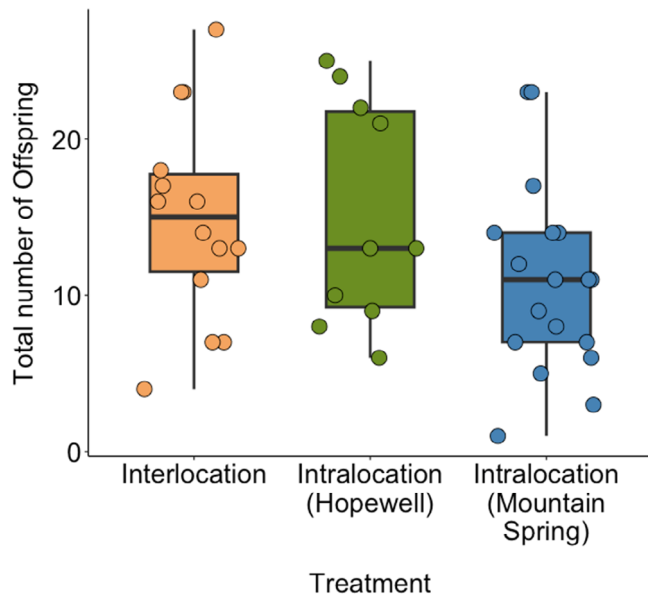 Total number of Offspring
20
10
0
Interlocation
Intralocation
(Hopewell)
Intralocation
(Mountain
Spring)
Treatment